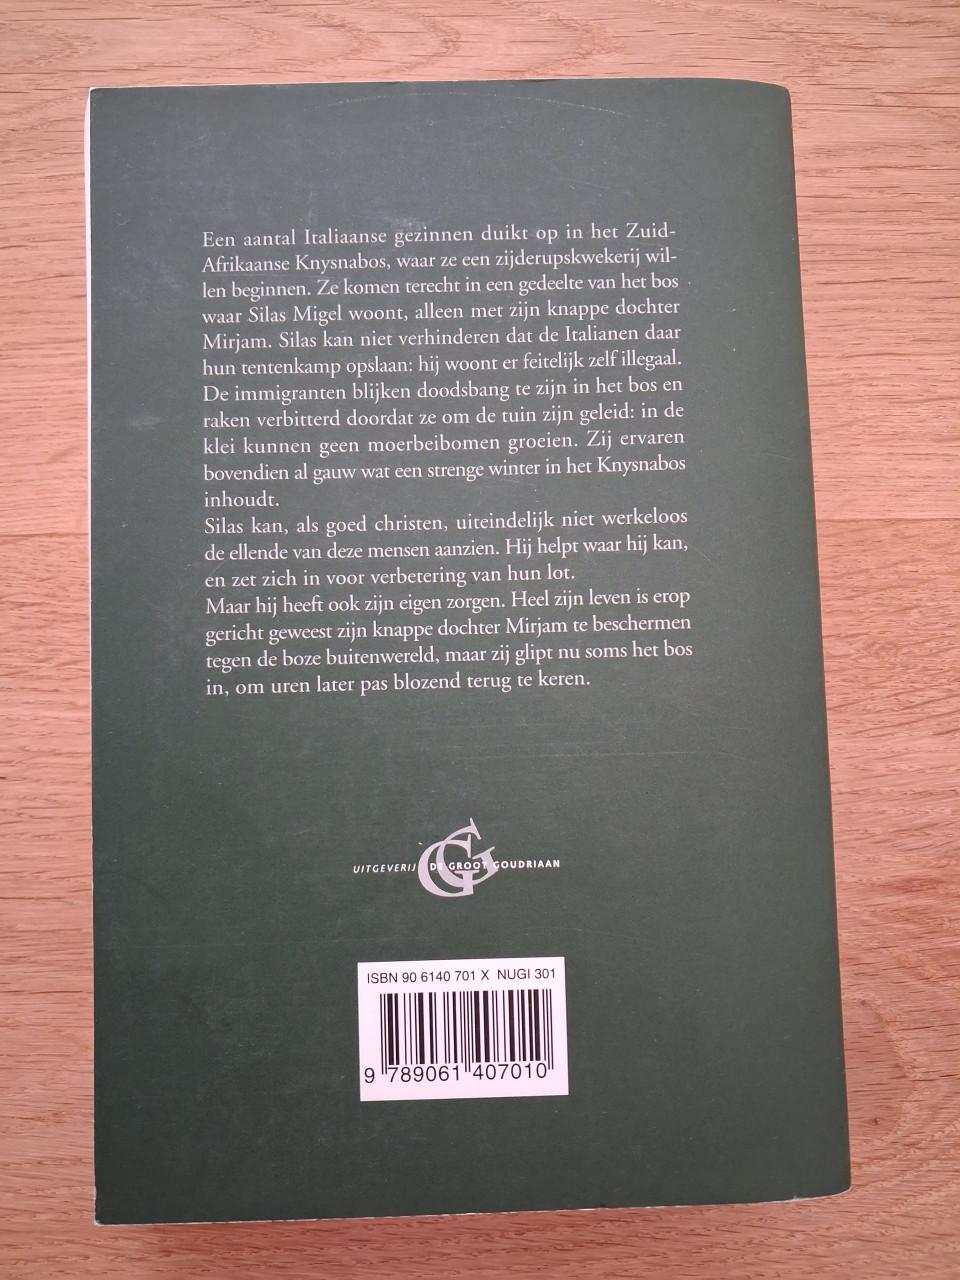 Een aantal Italiaanse gezinnen duikt op in het Zuid-
Afrikaanse Knysnabos, waar ze een zijderupskwekerij wil-
len beginnen. Ze komen terecht in een gedeelte van het bos
waar Silas Migel woont, alleen met zijn knappe dochter
Mirjam. Silas kan niet verhinderen dat de Italianen daar
hun tentenkamp opslaan: hij woont er feitelijk zelf illegaal.
De immigranten blijken doodsbang te zijn in het bos en
raken verbitterd doordat ze om de tuin zijn geleid: in de
klei kunnen geen moerbeibomen groeien. Zij ervaren
bovendien al gauw wat een strenge winter in het Knysnabos
inhoudt.
Silas kan, als goed christen, uiteindelijk niet werkeloos
de ellende van deze mensen aanzien. Hij helpt waar hij kan,
en zet zich in voor verbetering van hun lot.
Maar hij heeft ook zijn eigen zorgen. Heel zijn leven is erop
gericht geweest zijn knappe dochter Mirjam te beschermen
tegen de boze buitenwereld, maar zij glipt nu soms het bos
in, om uren later pas blozend terug te keren.
UITGEVERIJ DE GROOT GOUDRIAAN
GG
ISBN 90 6140 701 X NUGI 301
9 789061 407010